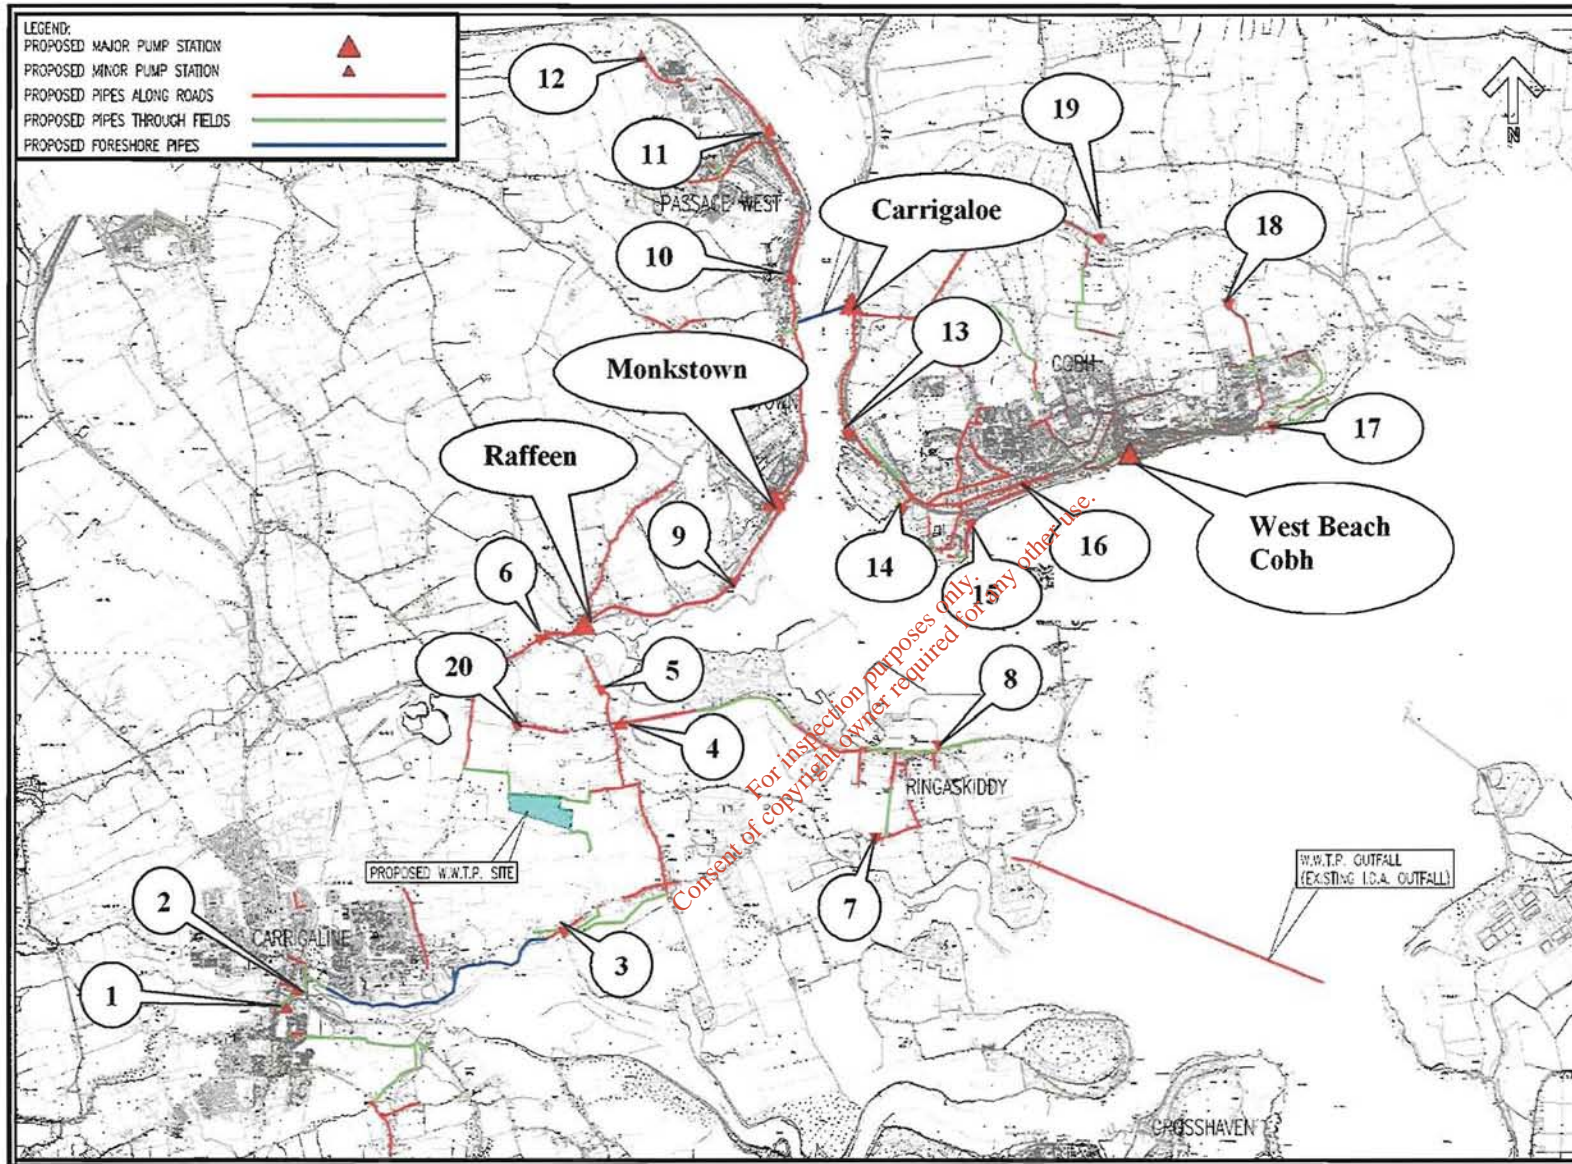 LEGEND:
PROPOSED MAJOR PUMP STATION
PROPOSED MINOR PUMP STATION
PROPOSED PIPES ALONG ROADS
PROPOSED PIPES THROUGH FIELDS
PROPOSED FORESHORE PIPES
N
12
19
11
PASSAGE WEST
Carrigaloe
18
10
13
Monkstown
COBH
17
Raffeen
West Beach
Cobh
9
16
14
6
15
20
5
8
4
For inspection purposes only.
Consent of copyright owner required for any other use.
RINGASKIDDY
PROPOSED W.W.T.P. SITE
W.W.T.P. OUTFALL
(EXISTING I.D.A. OUTFALL)
7
2
CARRIGALINE
3
1
CROSSHAVEN